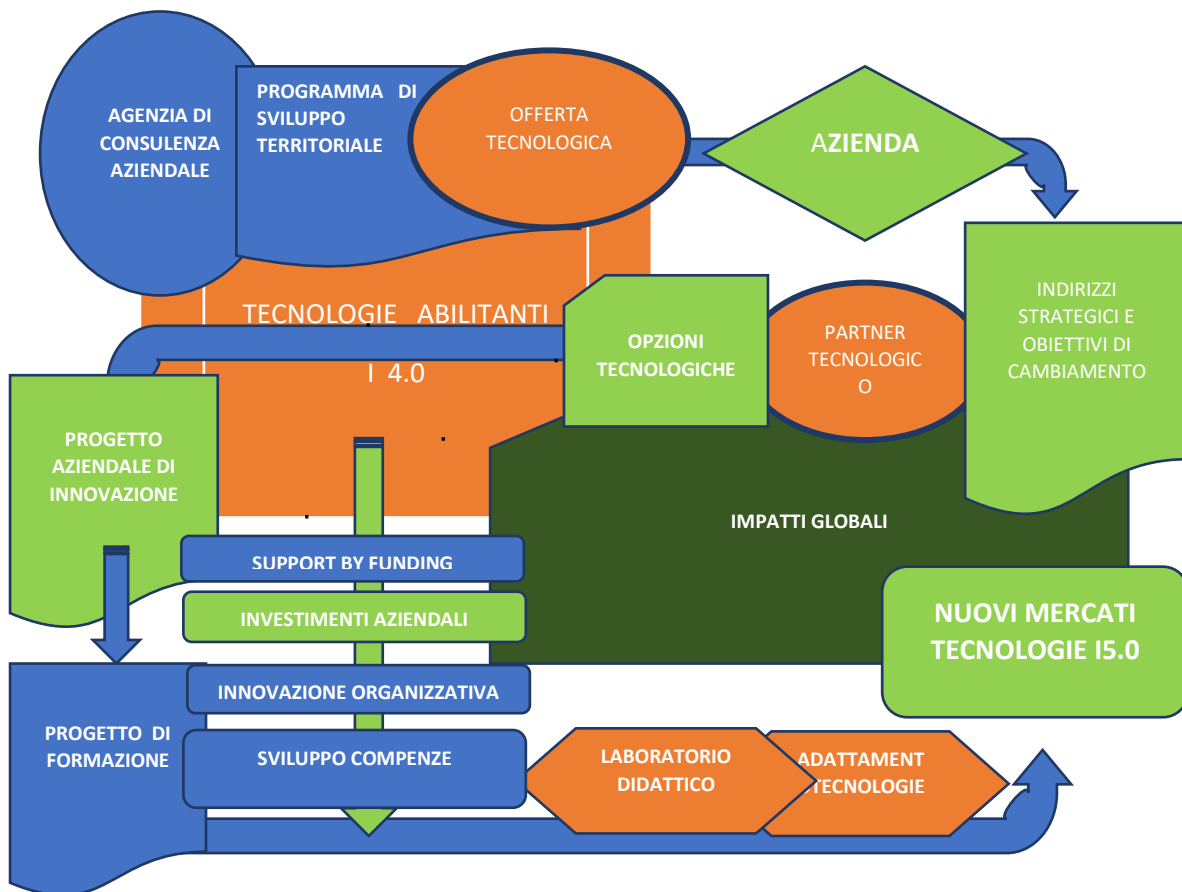 AGENZIA DI
CONSULENZA
AZIENDALE
PROGRAMMA DI
SVILUPPO
TERRITORIALE
OFFERTA
TECNOLOGICA
AZIENDA
INDIRIZZI
STRATEGICI E
OBIETTIVI DI
CAMBIAMENTO
TECNOLOGIE ABILITANTI
I 4.0
OPZIONI
TECNOLOGICHE
PARTNER
TECNOLOGIC
O
PROGETTO
AZIENDALE DI
INNOVAZIONE
IMPATTI GLOBALI
SUPPORT BY FUNDING
INVESTIMENTI AZIENDALI
NUOVI MERCATI
TECNOLOGIE I5.0
INNOVAZIONE ORGANIZZATIVA
PROGETTO DI
FORMAZIONE
SVILUPPO COMPENZE
LABORATORIO
DIDATTICO
ADATTAMENT
TECNOLOGIE